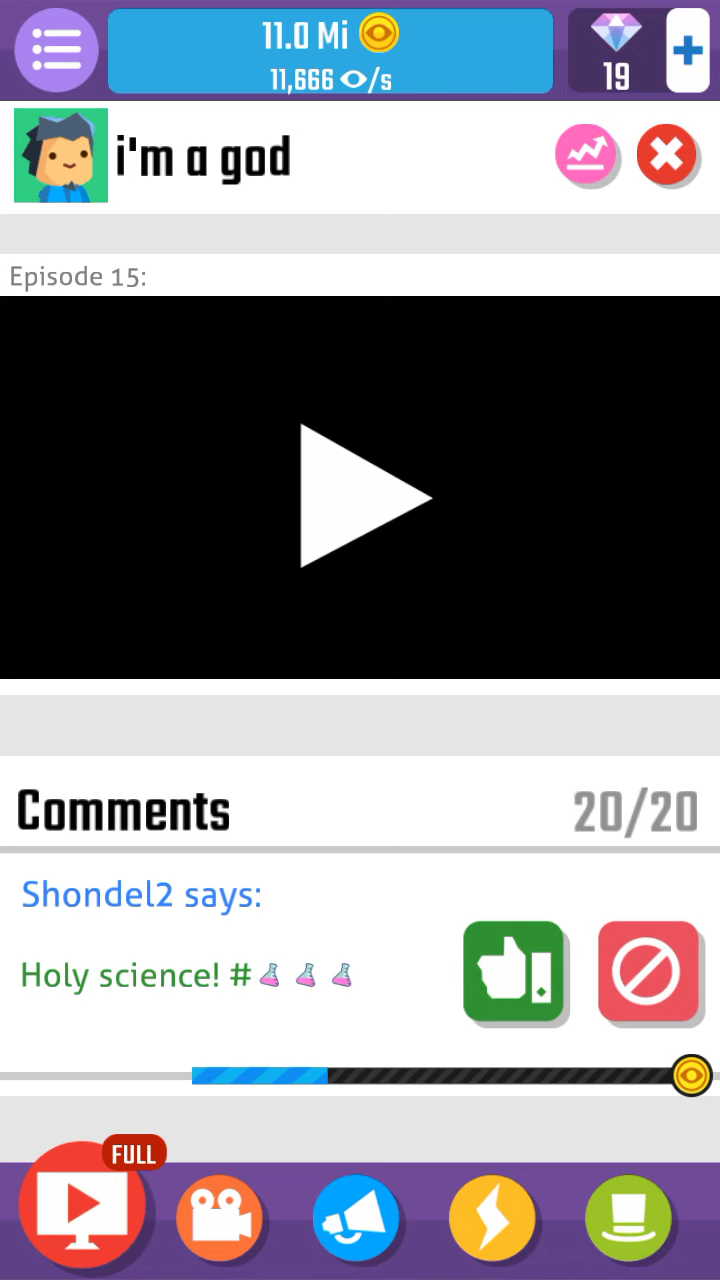 11.0 Mi
11,666 /s
19
i'm a god
Episode 15:
Comments
20/20
Shondel2 says:
Holy science! #
FULL